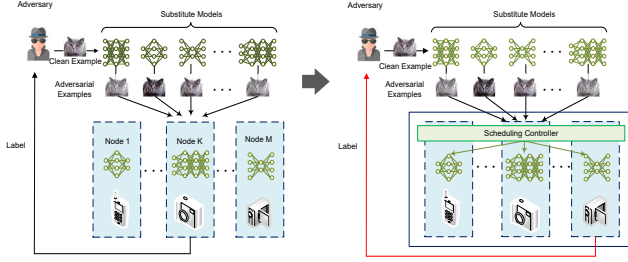 Adversary
Substitute Models
Clean Example
Adversarial
Examples
Label
Node 1
Node K
Node M
Adversary
Substitute Models
Clean Example
Adversarial
Examples
Label
Scheduling Controller